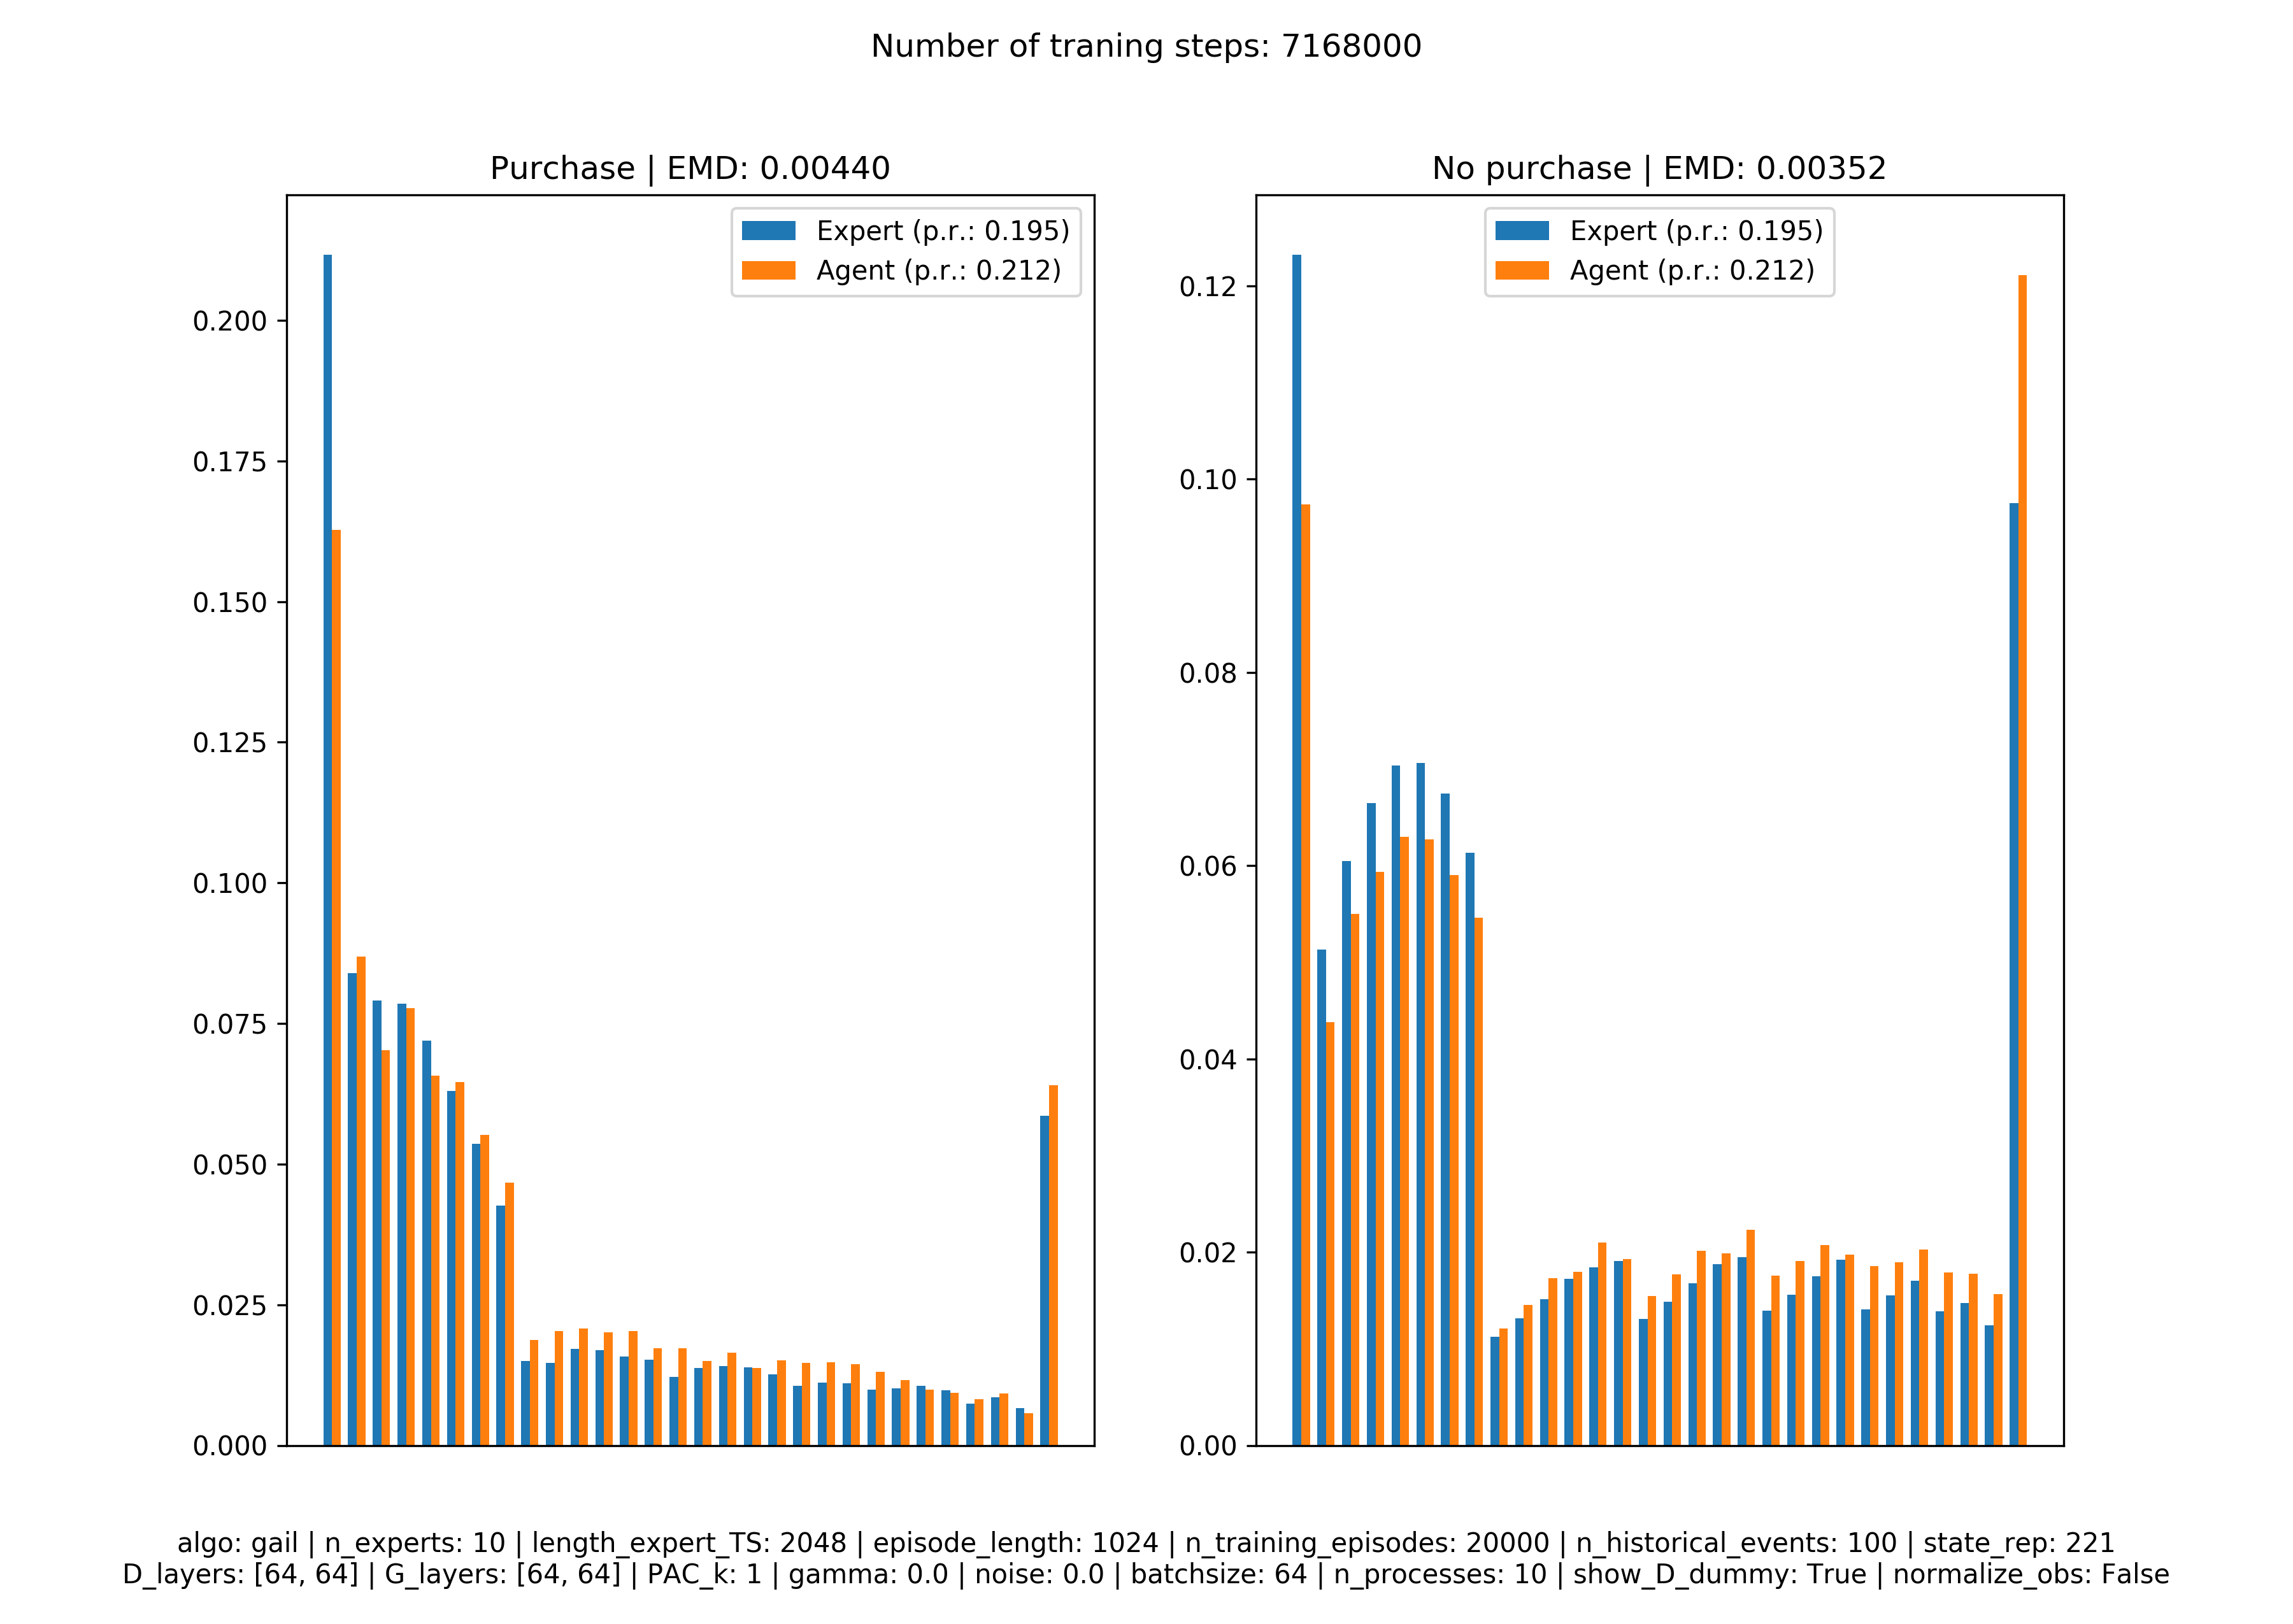 Number of traning steps: 7168000
Purchase | EMD: 0.00440
Expert (p.r.: 0.195)
Agent (p.r.: 0.212)
0.200
0.175
0.150
0.125
0.100
0.075
0.050
0.025
0.000
No purchase | EMD: 0.00352
Expert (p.r.: 0.195)
Agent (p.r.: 0.212)
0.12
0.10
0.08
0.06
0.04
0.02
0.00
algo: gail | n_experts: 10 | length_expert_TS: 2048 | episode_length: 1024 | n_training_episodes: 20000 | n_historical_events: 100 | state_rep: 221
D_layers: [64, 64] | G_layers: [64, 64] | PAC_k: 1 | gamma: 0.0 | noise: 0.0 | batchsize: 64 | n_processes: 10 | show_D_dummy: True | normalize_obs: False